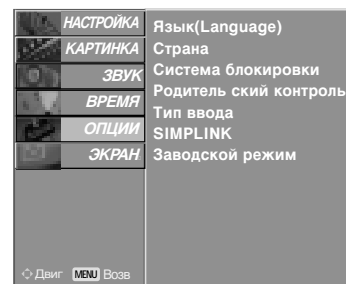 НАСТРОЙКА
КАРТИНКА
ЗВУК
ВРЕМЯ
ОПЦИИ
ЭКРАН
Язык(Language)
Страна
Система блокировки
Родитель ский контроль
Тип ввода
SIMPLINK
Заводской режим
Двиг MENU Возв